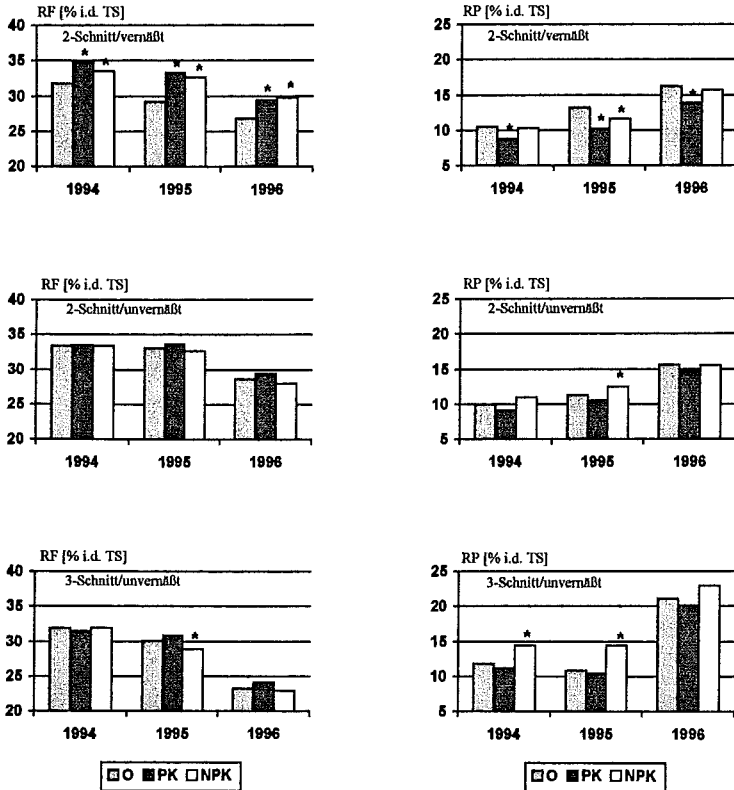 RF [% i.d. TS]
2-Schnitt/vernäßt
40
35
30
25
20
* * * * * *
1994 1995 1996
RP [% i.d. TS]
2-Schnitt/vernäßt
25
20
15
10
5
* * * *
1994 1995 1996
RF [% i.d. TS]
2-Schnitt/unvernäßt
40
35
30
25
20
1994 1995 1996
RP [% i.d. TS]
2-Schnitt/unvernäßt
25
20
15
10
5
*
1994 1995 1996
RF [% i.d. TS]
3-Schnitt/unvernäßt
40
35
30
25
20
*
1994 1995 1996
O PK NPK
RP [% i.d. TS]
3-Schnitt/unvernäßt
25
20
15
10
5
* *
1994 1995 1996
O PK NPK